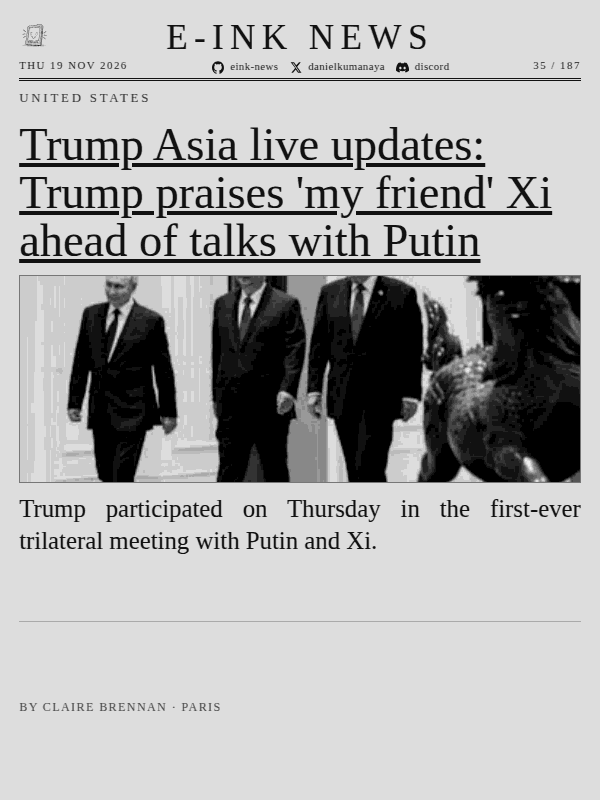 E-INK NEWS
THU 19 NOV 2026
eink-news danielkumanaya discord
35 / 187
UNITED STATES
Trump Asia live updates:
Trump praises 'my friend' Xi
ahead of talks with Putin
Trump participated on Thursday in the first-ever
trilateral meeting with Putin and Xi.
BY CLAIRE BRENNAN · PARIS